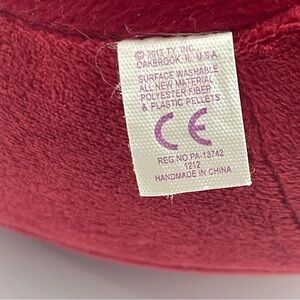 © 2013 TY, INC.
OAKBROOK, IL U.S.A.
SURFACE WASHABLE
ALL NEW MATERIAL
POLYESTER FIBER
& PLASTIC PELLETS
CE
REG NO PA-13742
1212
HANDMADE IN CHINA